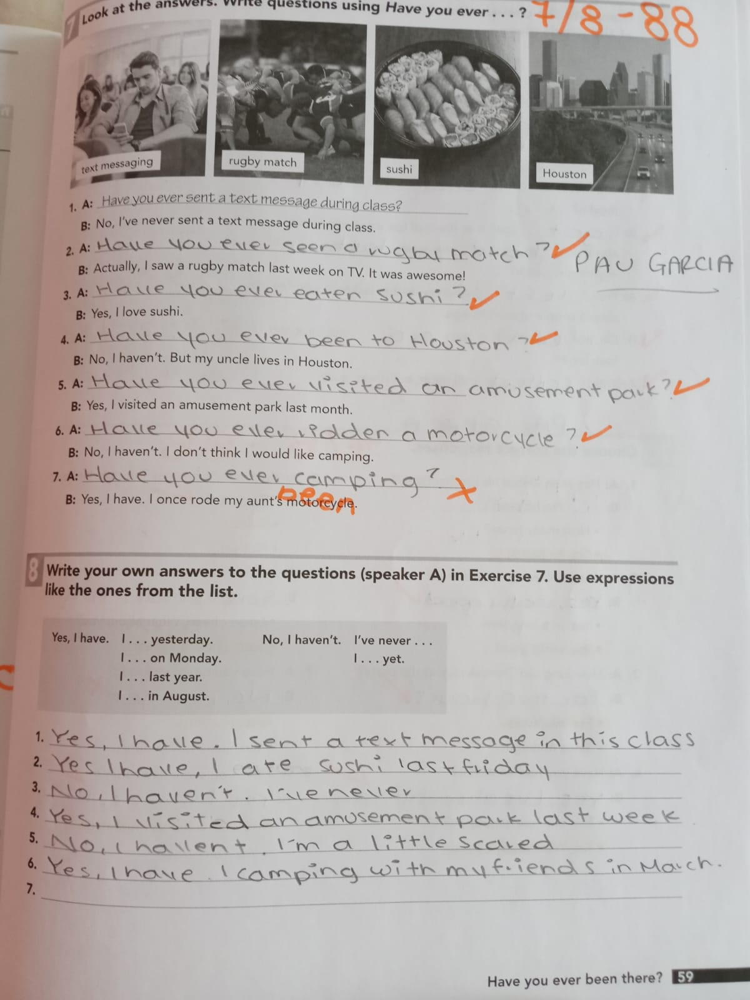 7 Look at the answers. Write questions using Have you ever . . . ?
7/8 - 88
text messaging
rugby match
sushi
Houston
1. A: Have you ever sent a text message during class?
B: No, I've never sent a text message during class.
2. A: Have you ever seen a rugby match?
PAU GARCIA
B: Actually, I saw a rugby match last week on TV. It was awesome!
3. A: Have you ever eaten sushi?
B: Yes, I love sushi.
4. A: Have you ever been to Houston?
B: No, I haven't. But my uncle lives in Houston.
5. A: Have you ever visited an amusement park?
B: Yes, I visited an amusement park last month.
6. A: Have you ever ridden a motorcycle?
B: No, I haven't. I don't think I would like camping.
7. A: Have you ever camping?
been
B: Yes, I have. I once rode my aunt's motorcycle.
8 Write your own answers to the questions (speaker A) in Exercise 7. Use expressions
like the ones from the list.
Yes, I have. I . . . yesterday. No, I haven't. I've never . . .
I . . . on Monday. I . . . yet.
I . . . last year.
I . . . in August.
1. Yes, I have. I sent a text message in this class
2. Yes I have, I ate sushi last friday
3. No, I haven't. I've never
4. Yes, I visited an amusement park last week
5. No, I havent. I'm a little scared
6. Yes, I have. I camping with my friends in March.
7.
Have you ever been there? 59